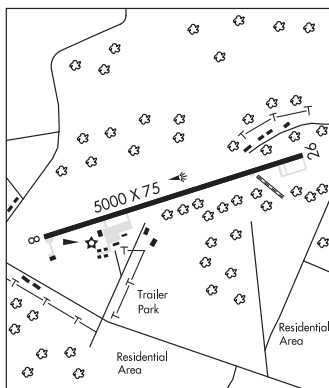 26
5000 X 75
8
Trailer
Park
Residential
Area
Residential
Area